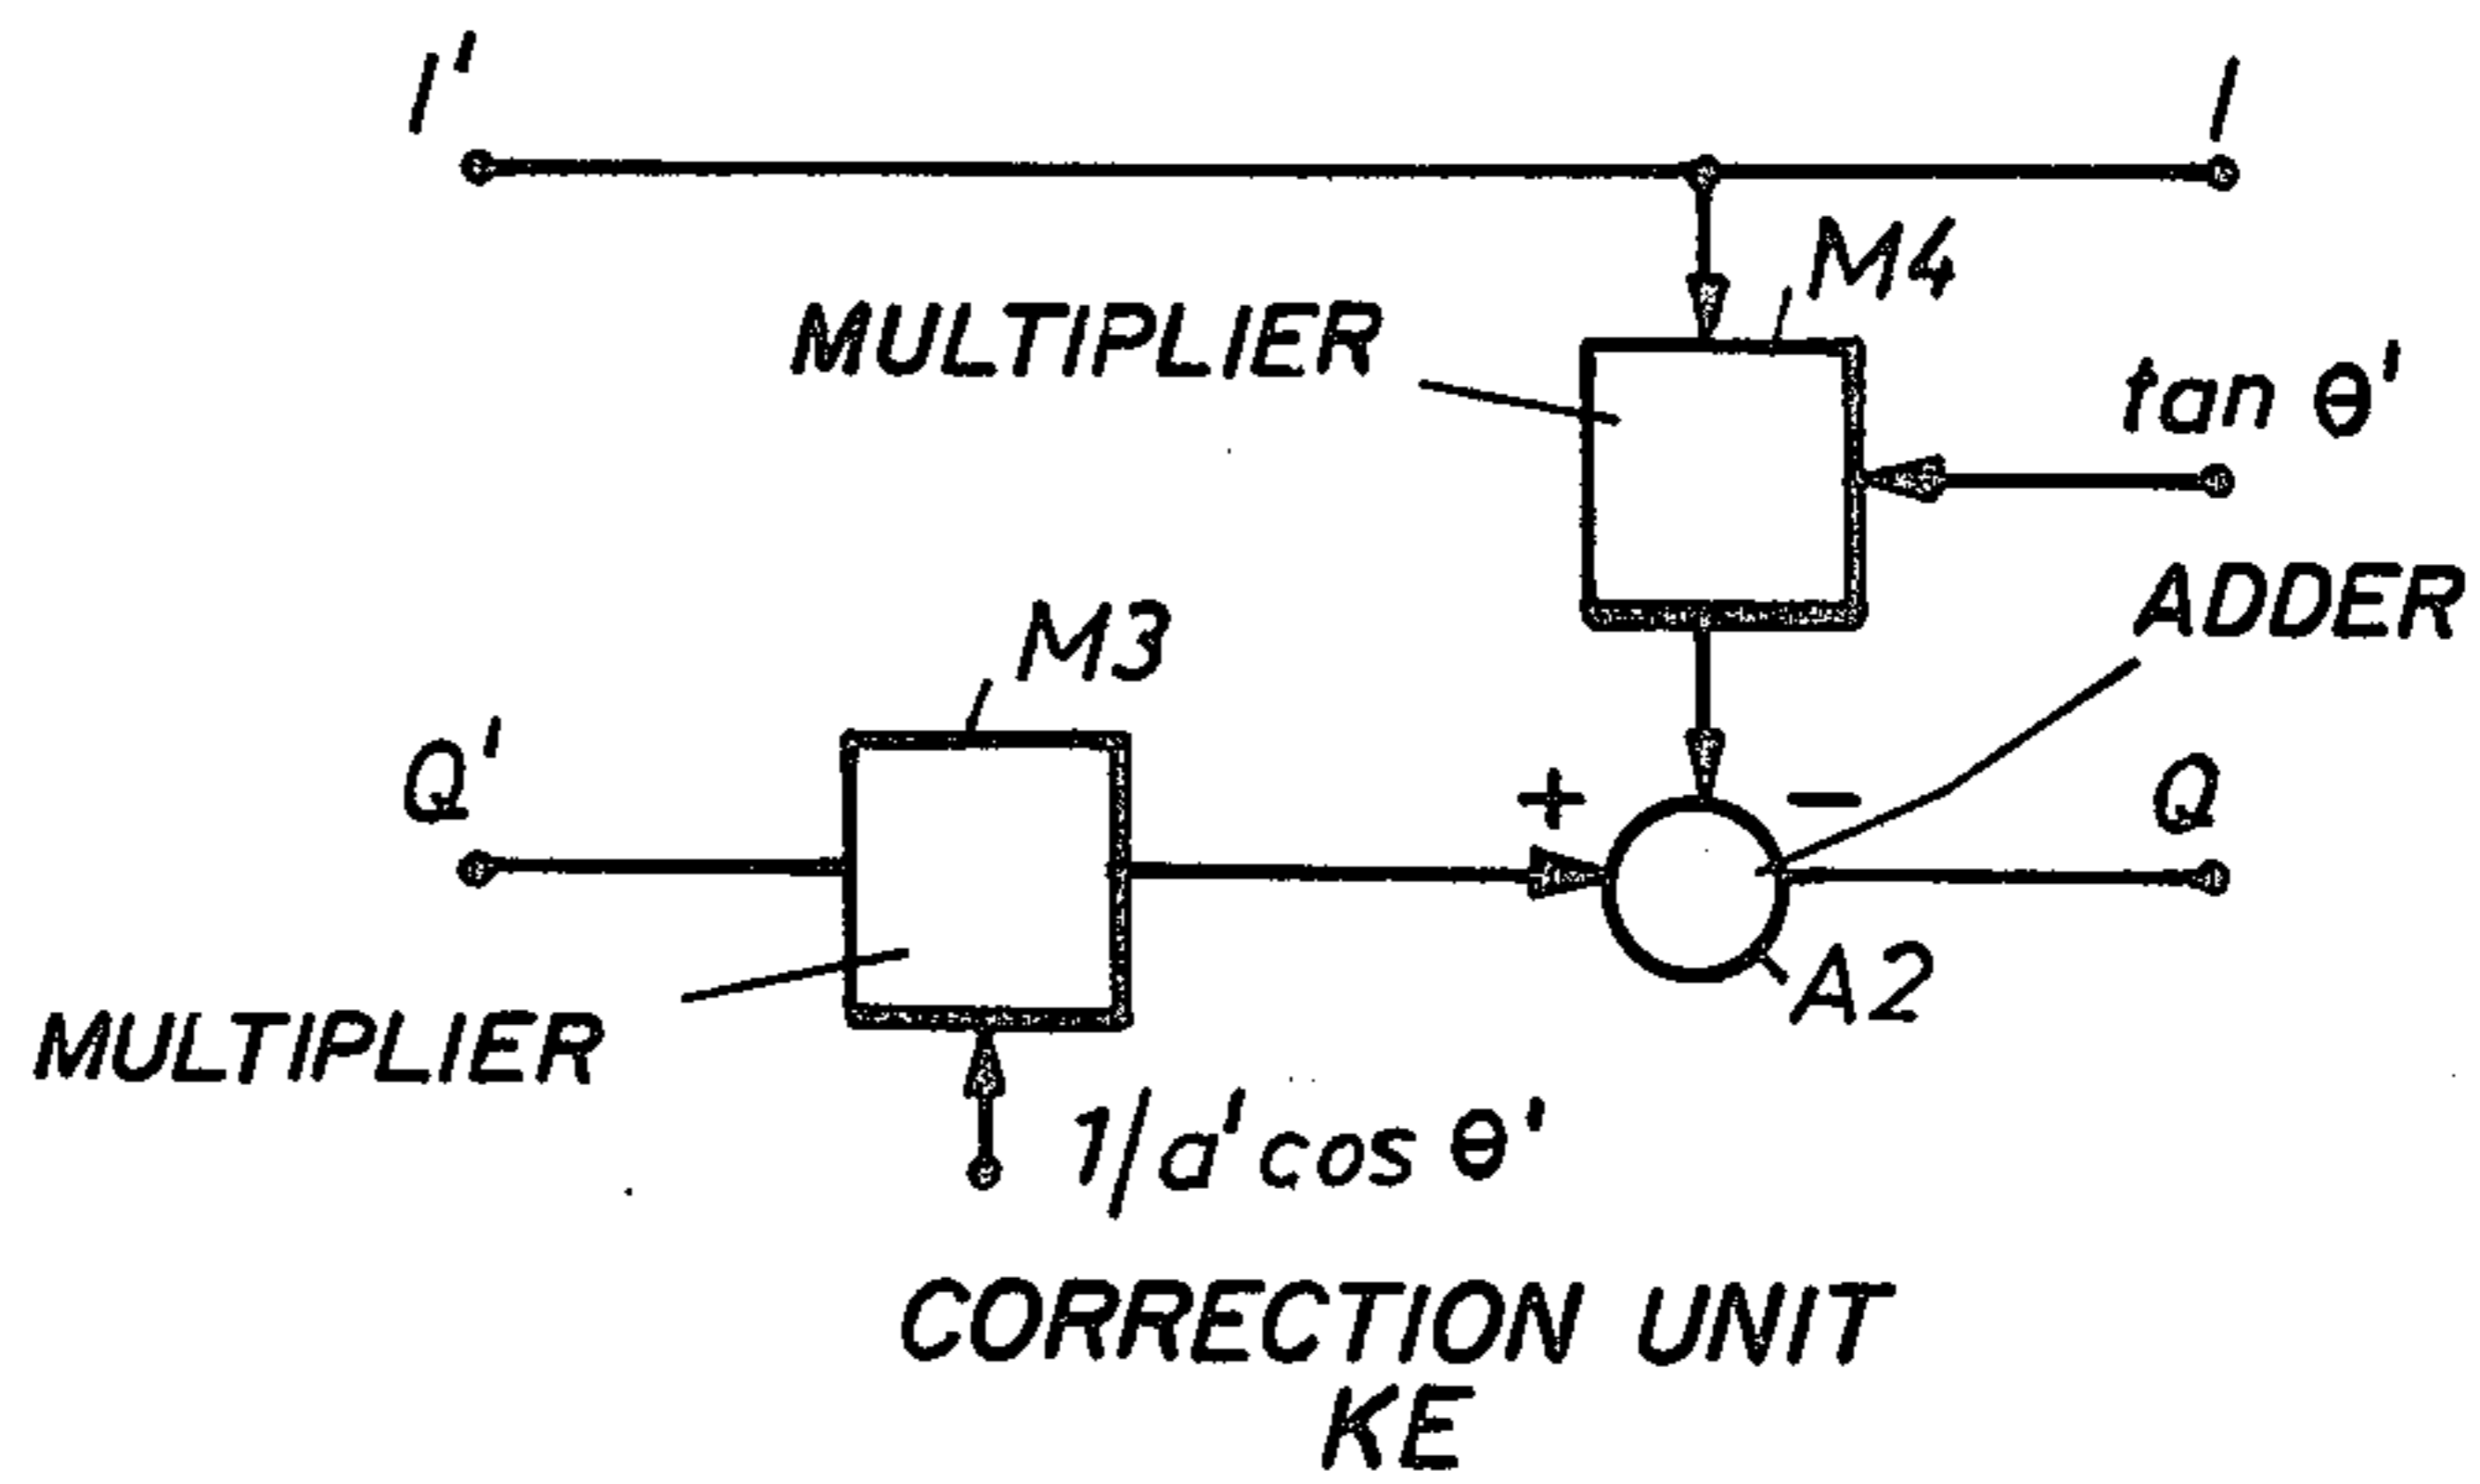 I'
I
M4
MULTIPLIER
tan θ'
ADDER
M3
Q'
+
−
Q
A2
MULTIPLIER
1/a' cos θ'
CORRECTION UNIT
KE